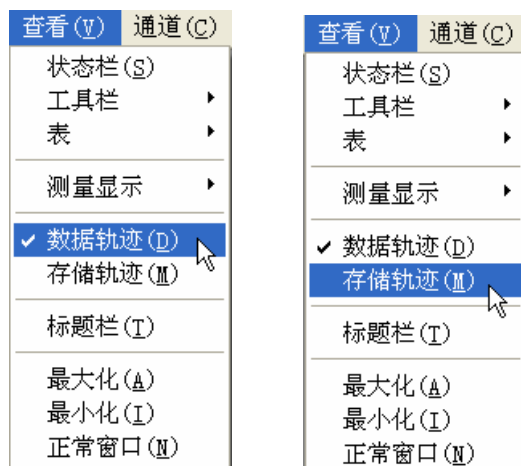 查看(V) 通道(C)
状态栏(S)
工具栏
表
测量显示
数据轨迹(D)
存储轨迹(M)
标题栏(T)
最大化(A)
最小化(I)
正常窗口(N)
查看(V) 通道(C)
状态栏(S)
工具栏
表
测量显示
数据轨迹(D)
存储轨迹(M)
标题栏(T)
最大化(A)
最小化(I)
正常窗口(N)